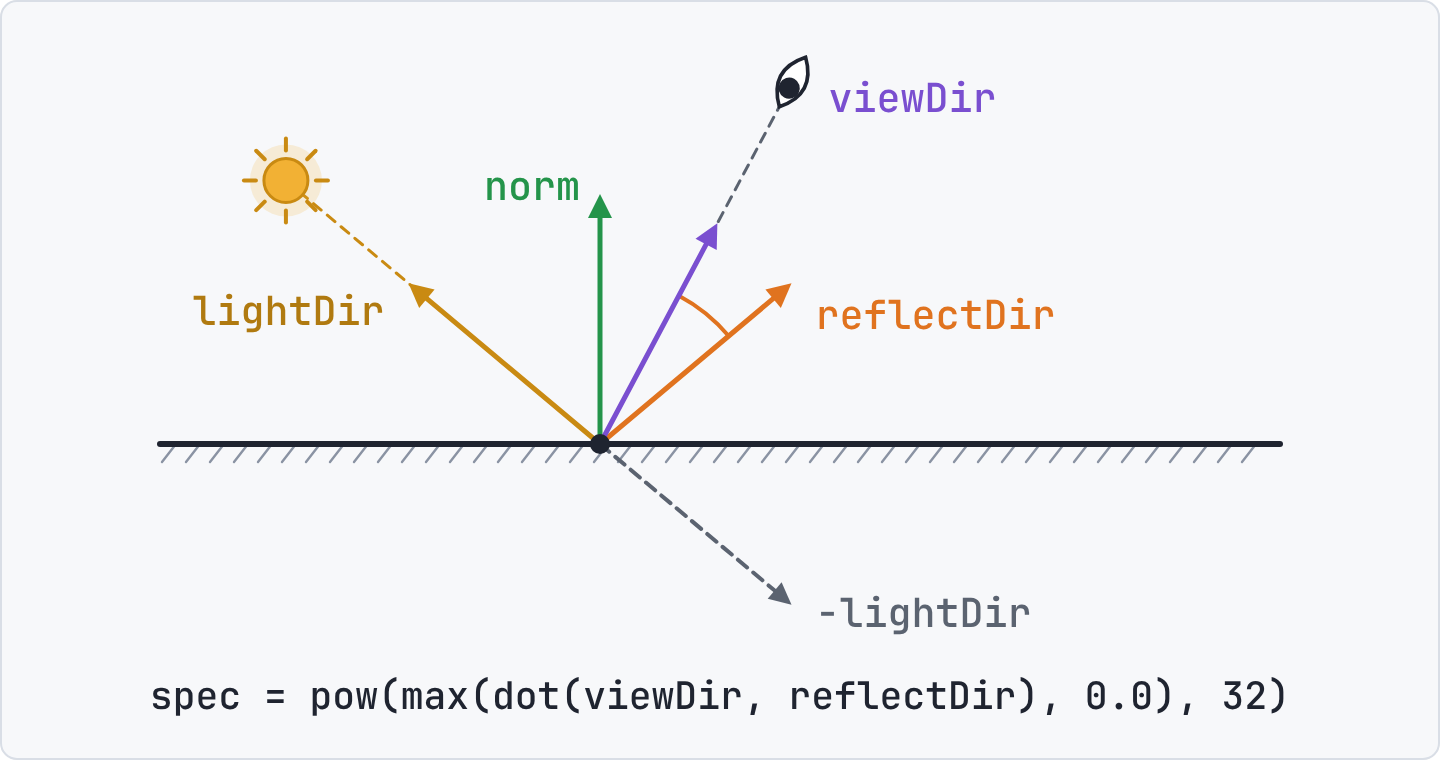 viewDir
norm
lightDir
reflectDir
-lightDir
spec = pow(max(dot(viewDir, reflectDir), 0.0), 32)